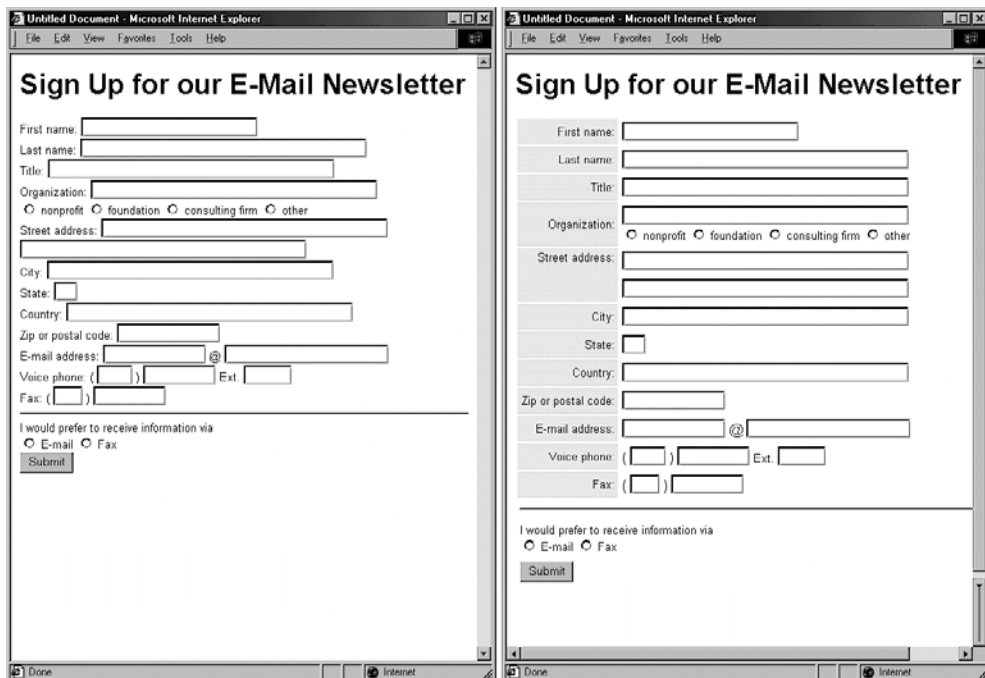 Untitled Document - Microsoft Internet Explorer
File Edit View Favorites Tools Help
Sign Up for our E-Mail Newsletter
First name:
Last name:
Title:
Organization:
nonprofit foundation consulting firm other
Street address:
City:
State:
Country:
Zip or postal code:
E-mail address: @
Voice phone: ( ) Ext.
Fax: ( )
I would prefer to receive information via
E-mail Fax
Submit
Done Internet
Untitled Document - Microsoft Internet Explorer
File Edit View Favorites Tools Help
Sign Up for our E-Mail Newsletter
First name:
Last name:
Title:
Organization:
nonprofit foundation consulting firm other
Street address:
City:
State:
Country:
Zip or postal code:
E-mail address: @
Voice phone: ( ) Ext.
Fax: ( )
I would prefer to receive information via
E-mail Fax
Submit
Done Internet